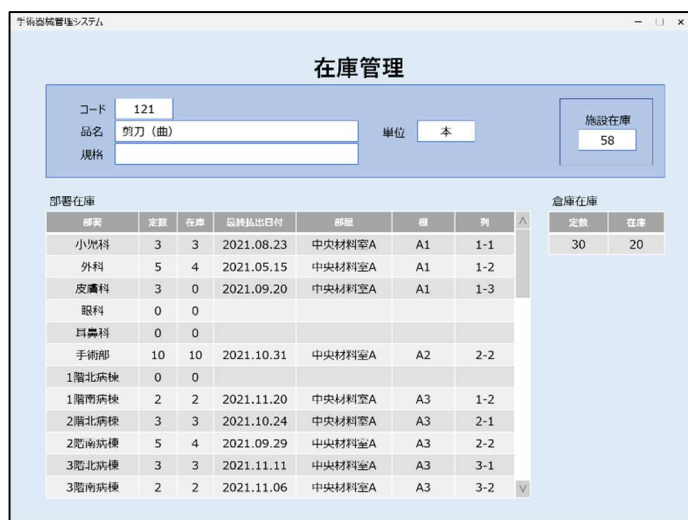 手術器械管理システム
在庫管理
コード 121
品名 剪刀（曲） 単位 本
規格
施設在庫
58
部署在庫
部署 定数 在庫 最終払出日付 部屋 棚 列
小児科 3 3 2021.08.23 中央材料室A A1 1-1
外科 5 4 2021.05.15 中央材料室A A1 1-2
皮膚科 3 0 2021.09.20 中央材料室A A1 1-3
眼科 0 0
耳鼻科 0 0
手術部 10 10 2021.10.31 中央材料室A A2 2-2
1階北病棟 0 0
1階南病棟 2 2 2021.11.20 中央材料室A A3 1-2
2階北病棟 3 3 2021.10.24 中央材料室A A3 2-1
2階南病棟 5 4 2021.09.29 中央材料室A A3 2-2
3階北病棟 3 3 2021.11.11 中央材料室A A3 3-1
3階南病棟 2 2 2021.11.06 中央材料室A A3 3-2
倉庫在庫
定数 在庫
30 20